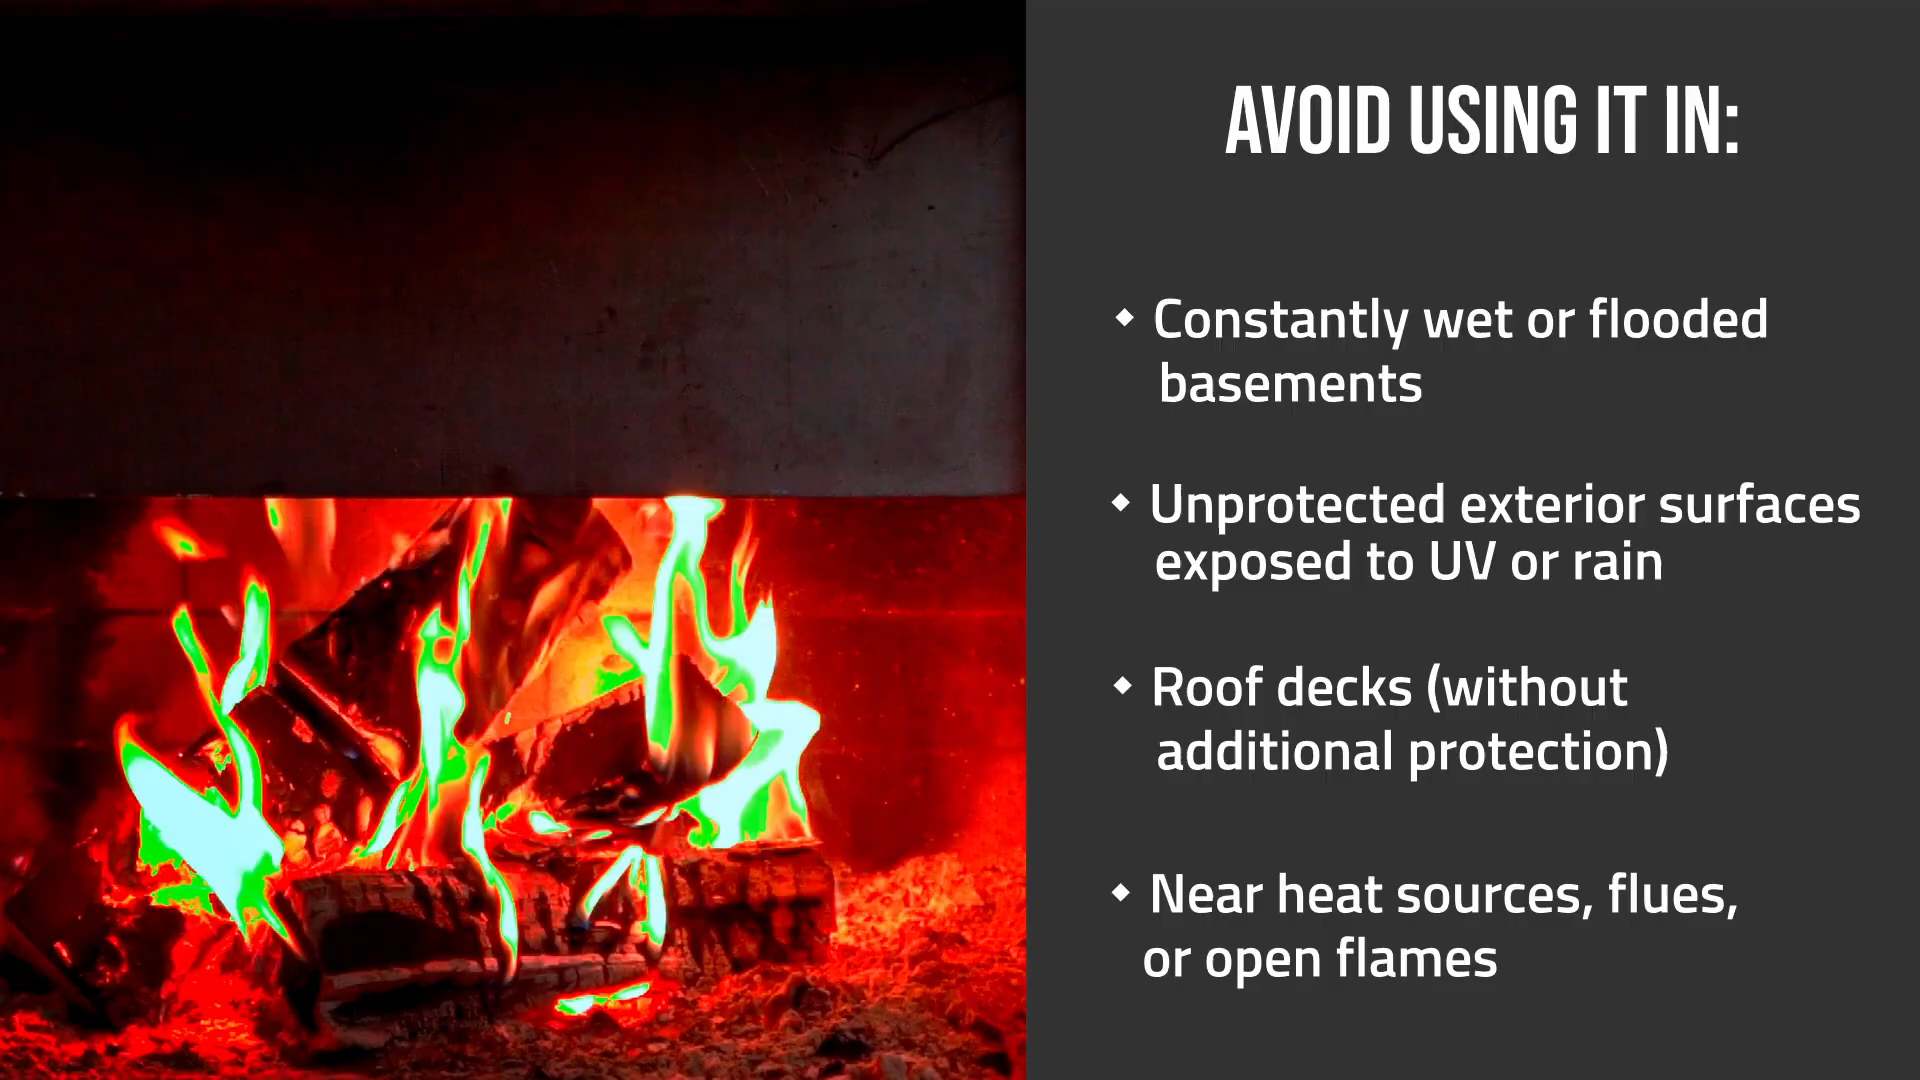 AVOID USING IT IN:
◆ Constantly wet or flooded
basements
◆ Unprotected exterior surfaces
exposed to UV or rain
◆ Roof decks (without
additional protection)
◆ Near heat sources, flues,
or open flames